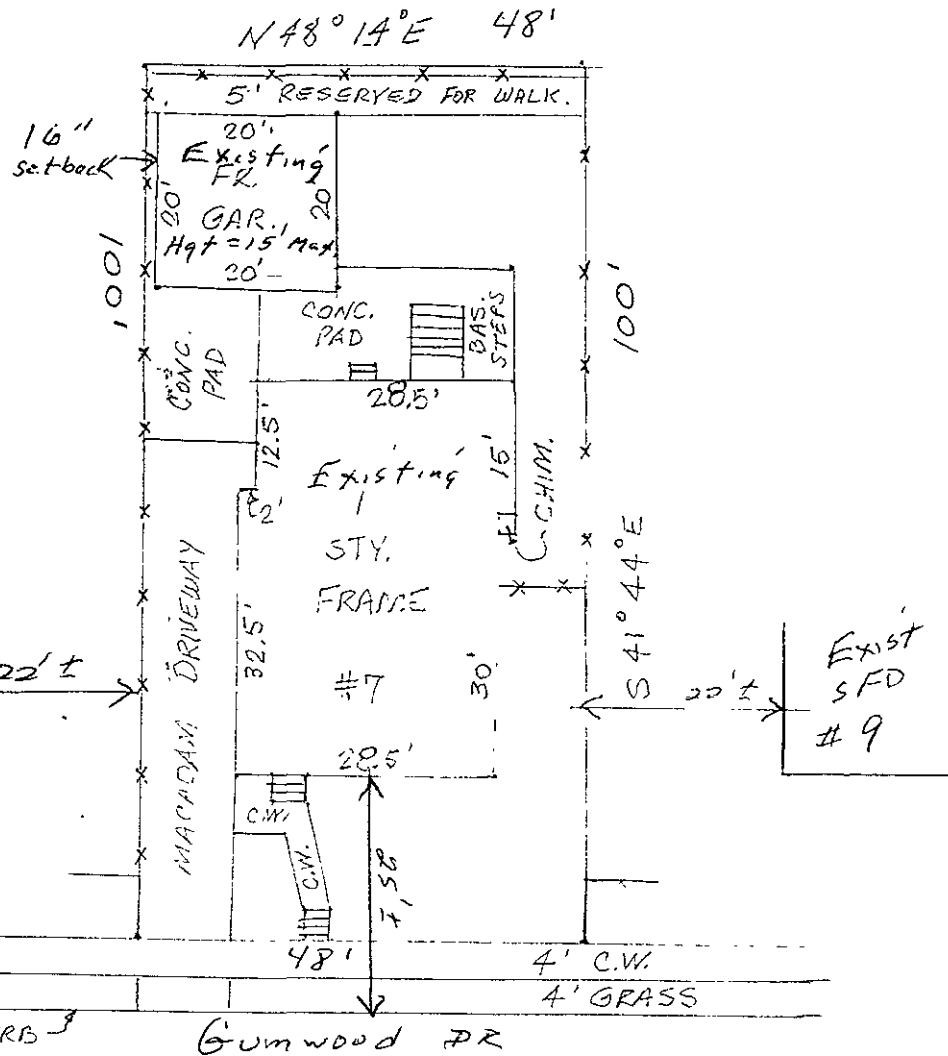 N 48° 14° E 48'
5' RESERVED FOR WALK.
16"
setback
20'
Existing
FR.
GAR.
Hgt = 15' Max.
20'
20'
20'
100'
100'
CONC.
PAD
BAS.
STEPS
CONC.
PAD
28.5'
12.5'
15'
CHIM.
2'
Existing
1
STY.
FRAME
#7
MACADAM DRIVEWAY
32.5'
30'
S 41° 44° E
22' ±
Exist
SFD
#9
28.5'
C.W.
C.W.
48'
4' C.W.
4' GRASS
RB
Gumwood DR